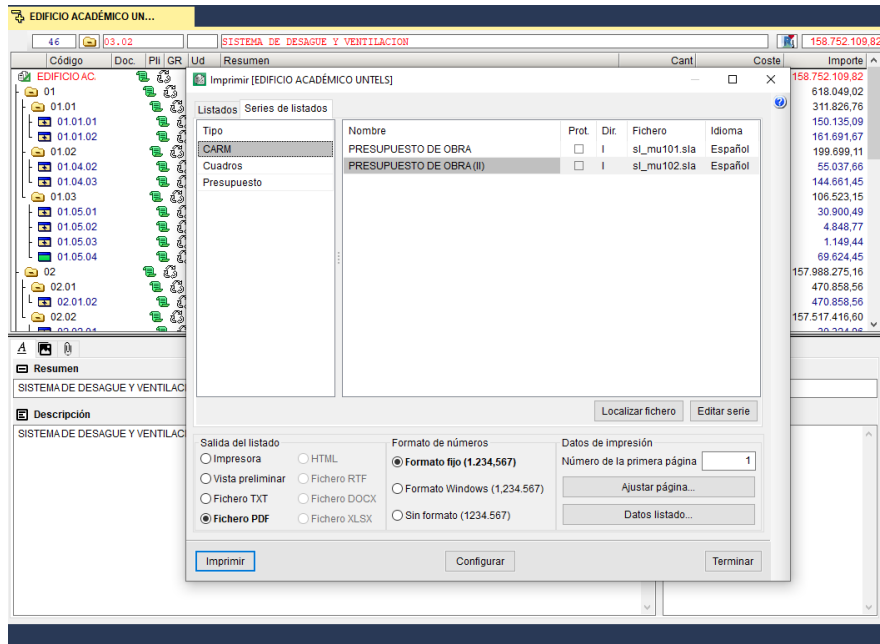 EDIFICIO ACADÉMICO UN...
46 03.02 SISTEMA DE DESAGUE Y VENTILACION 158.752.109,82
Código Doc. Pli GR Ud Resumen Cant Coste Importe
EDIFICIO AC. 158.752.109,82
01 618.049,02
01.01 311.826,76
01.01.01 150.135,09
01.01.02 161.691,67
01.02 199.699,11
01.04.02 55.037,66
01.04.03 144.661,45
01.03 106.523,15
01.05.01 30.900,49
01.05.02 4.848,77
01.05.03 1.149,44
01.05.04 69.624,45
02 157.988.275,16
02.01 470.858,56
02.01.02 470.858,56
02.02 157.517.416,60
Imprimir [EDIFICIO ACADÉMICO UNTELS]
Listados Series de listados
Tipo
CARM
Cuadros
Presupuesto
Nombre Prot. Dir. Fichero Idioma
PRESUPUESTO DE OBRA I sl_mu101.sla Español
PRESUPUESTO DE OBRA (II) I sl_mu102.sla Español
Localizar fichero Editar serie
Salida del listado
Impresora HTML
Vista preliminar Fichero RTF
Fichero TXT Fichero DOCX
Fichero PDF Fichero XLSX
Formato de números
Formato fijo (1.234,567)
Formato Windows (1,234.567)
Sin formato (1234.567)
Datos de impresión
Número de la primera página 1
Ajustar página...
Datos listado...
Imprimir Configurar Terminar
A
Resumen
SISTEMA DE DESAGUE Y VENTILAC
Descripción
SISTEMA DE DESAGUE Y VENTILAC